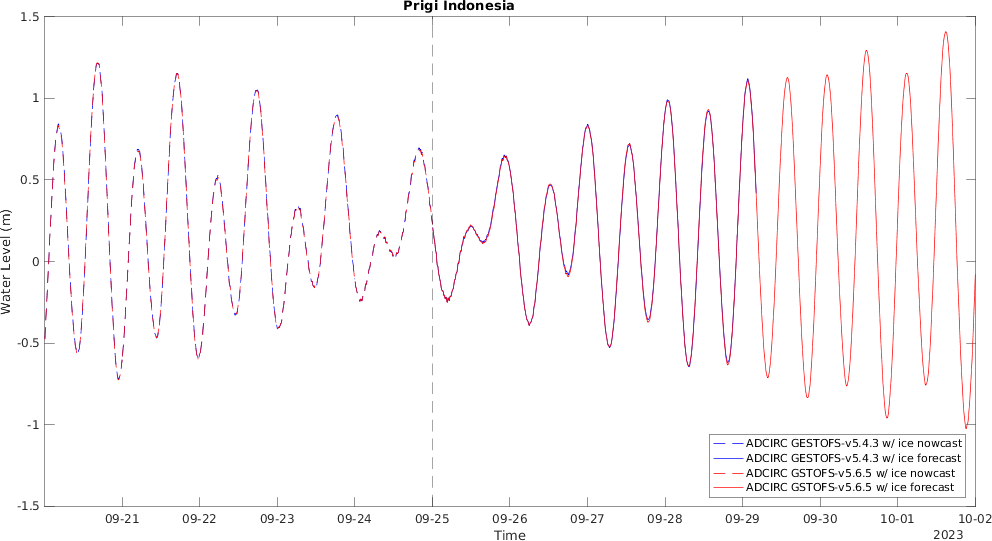 Prigi Indonesia
1.5
1
0.5
0
-0.5
-1
-1.5
Water Level (m)
ADCIRC GESTOFS-v5.4.3 w/ ice nowcast
ADCIRC GESTOFS-v5.4.3 w/ ice forecast
ADCIRC GSTOFS-v5.6.5 w/ ice nowcast
ADCIRC GSTOFS-v5.6.5 w/ ice forecast
09-21 09-22 09-23 09-24 09-25 09-26 09-27 09-28 09-29 09-30 10-01 10-02
Time
2023